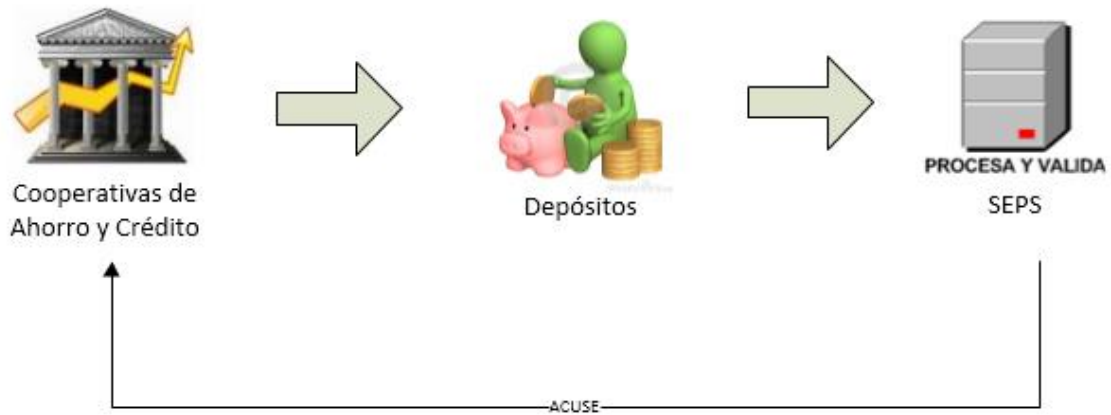 PROCESA Y VALIDA
Cooperativas de
Ahorro y Crédito
Depósitos
SEPS
ACUSE